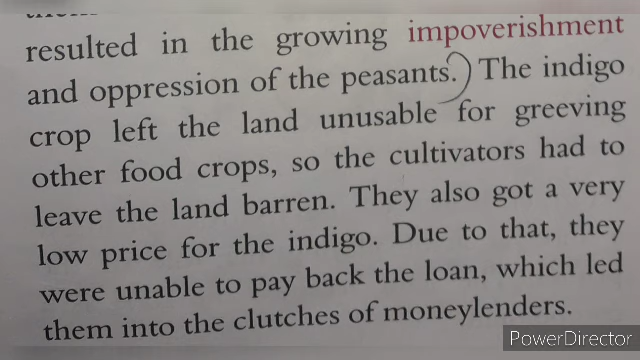 resulted in the growing impoverishment
and oppression of the peasants. The indigo
crop left the land unusable for greeving
other food crops, so the cultivators had to
leave the land barren. They also got a very
low price for the indigo. Due to that, they
were unable to pay back the loan, which led
them into the clutches of moneylenders.
PowerDirector